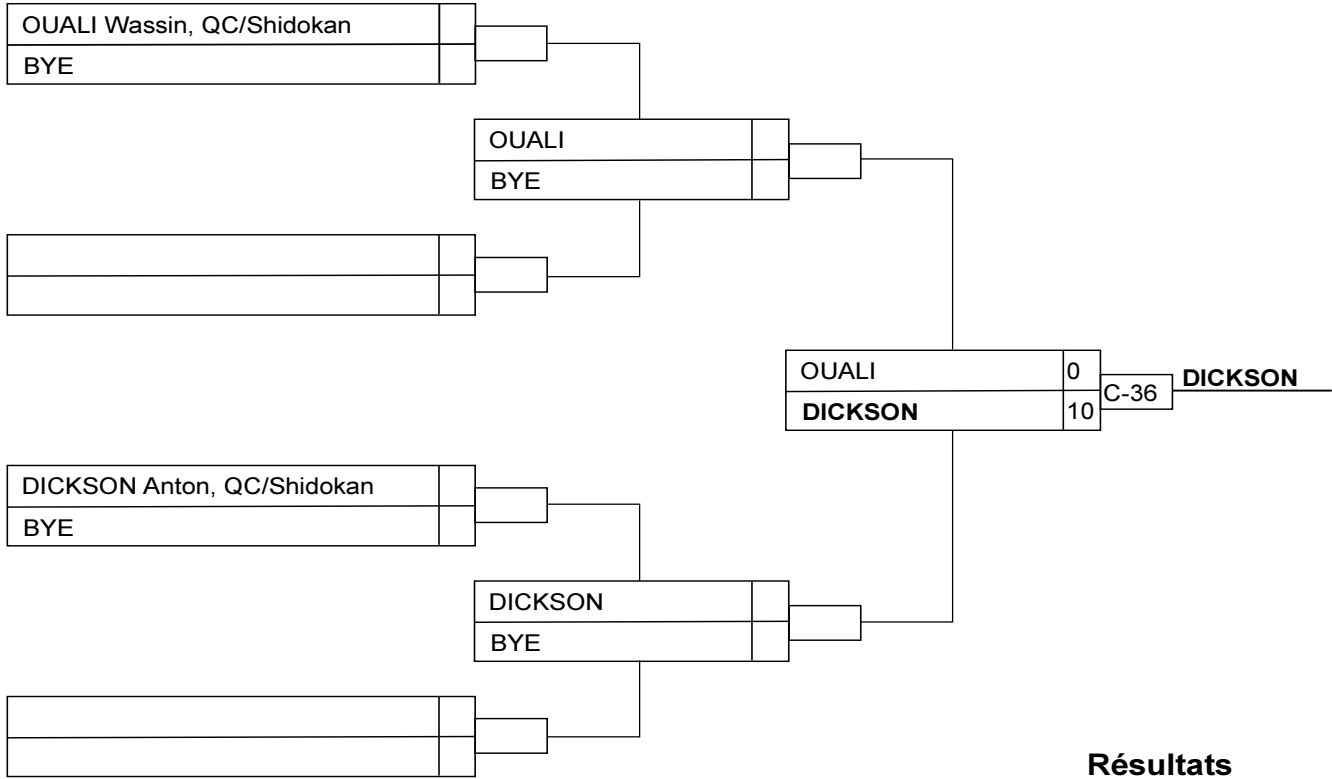 OUALI Wassin, QC/Shidokan
BYE
OUALI
BYE
OUALI 0
DICKSON 10
C-36
DICKSON
DICKSON Anton, QC/Shidokan
BYE
DICKSON
BYE
Résultats